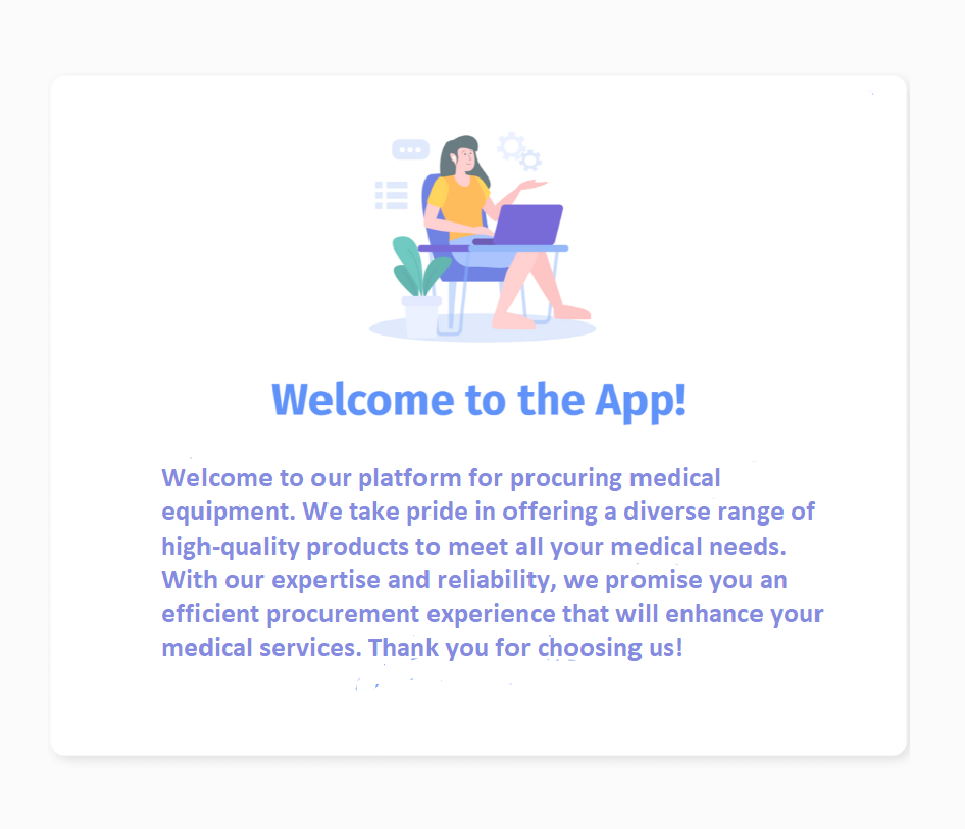 Welcome to the App!
Welcome to our platform for procuring medical
equipment. We take pride in offering a diverse range of
high-quality products to meet all your medical needs.
With our expertise and reliability, we promise you an
efficient procurement experience that will enhance your
medical services. Thank you for choosing us!